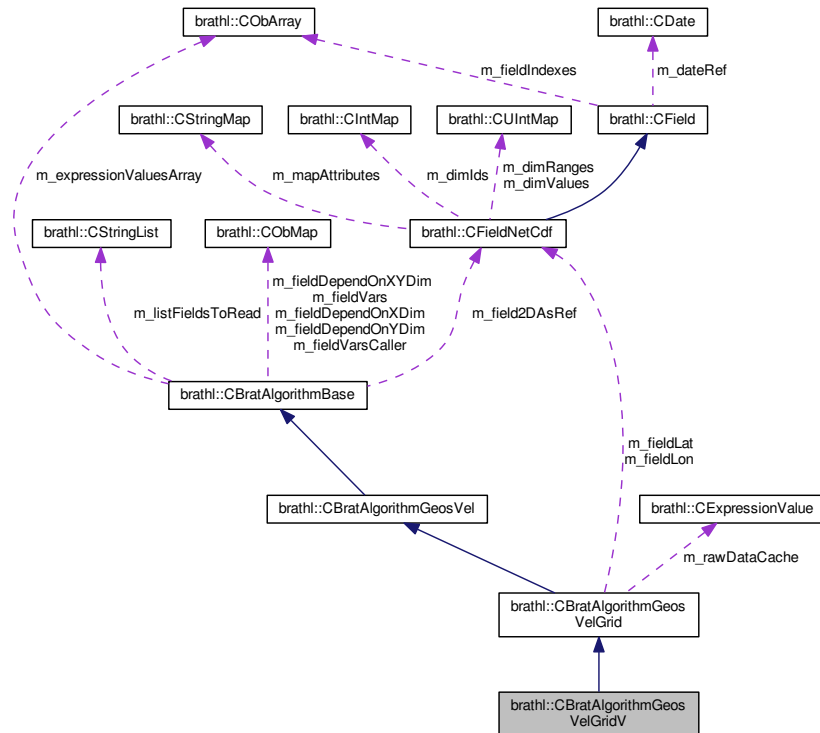 brathl::CObArray
brathl::CDate
m_fieldIndexes
m_dateRef
brathl::CStringMap
brathl::CIntMap
brathl::CUIntMap
brathl::CField
m_expressionValuesArray
m_mapAttributes
m_dimIds
m_dimRanges
m_dimValues
brathl::CStringList
brathl::CObMap
brathl::CFieldNetCdf
m_listFieldsToRead
m_fieldDependOnXYDim
m_fieldVars
m_fieldDependOnXDim
m_fieldDependOnYDim
m_fieldVarsCaller
m_field2DAsRef
brathl::CBratAlgorithmBase
m_fieldLat
m_fieldLon
brathl::CBratAlgorithmGeosVel
brathl::CExpressionValue
m_rawDataCache
brathl::CBratAlgorithmGeos
VelGrid
brathl::CBratAlgorithmGeos
VelGridV